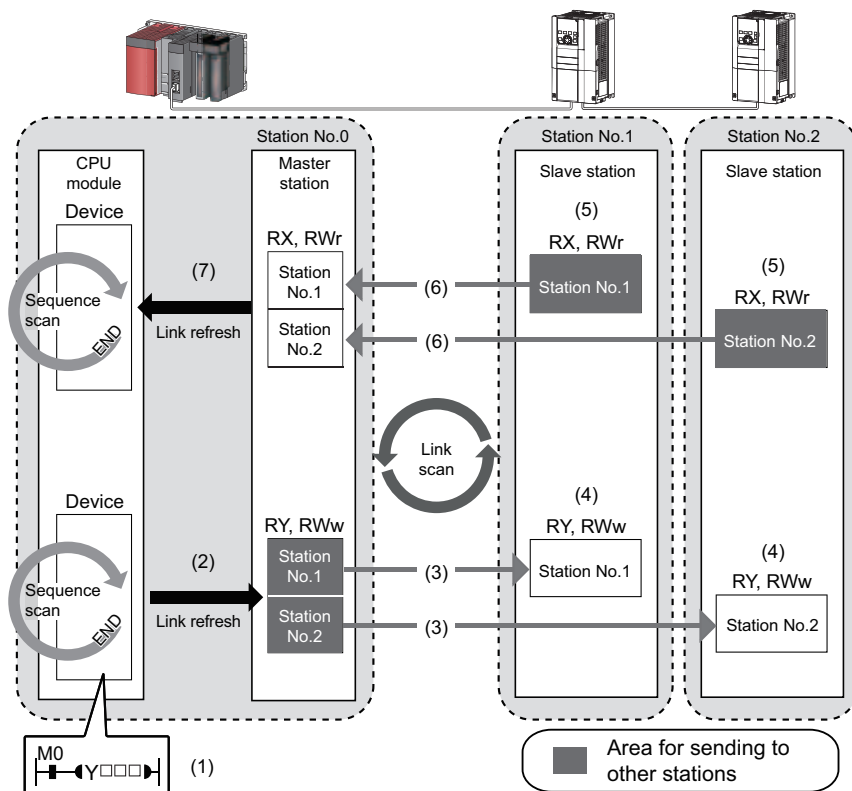 Station No.0
Station No.1
Station No.2
CPU
module
Master
station
Slave station
Slave station
Device
(5)
RX, RWr
(7)
RX, RWr
(5)
Sequence
scan
END
Link refresh
Station
No.1
(6)
Station No.1
RX, RWr
Station
No.2
(6)
Station No.2
Link
scan
Device
RY, RWw
(4)
RY, RWw
(2)
Station
No.1
(3)
Station No.1
(4)
RY, RWw
Sequence
scan
END
Link refresh
Station
No.2
(3)
Station No.2
M0
Y□□□
(1)
Area for sending to
other stations